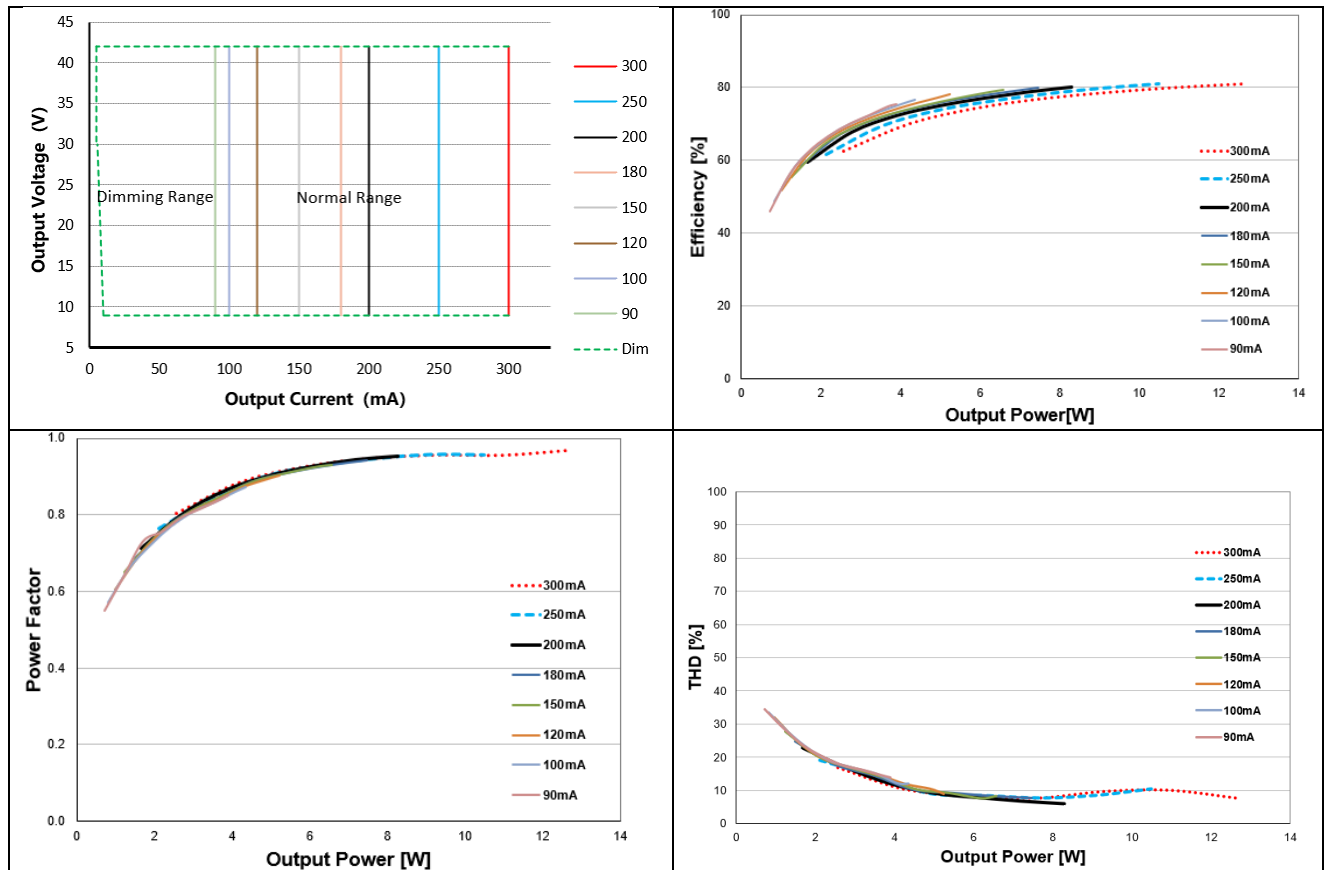 45
40
35
30
25
20
15
10
5
0
50
100
150
200
250
300
Output Voltage (V)
Output Current (mA)
Dimming Range
Normal Range
300
250
200
180
150
120
100
90
Dim
100
80
60
40
20
0
0
2
4
6
8
10
12
14
Efficiency [%]
Output Power[W]
300mA
250mA
200mA
180mA
150mA
120mA
100mA
90mA
1.0
0.8
0.6
0.4
0.2
0.0
0
2
4
6
8
10
12
14
Power Factor
Output Power [W]
300mA
250mA
200mA
180mA
150mA
120mA
100mA
90mA
100
90
80
70
60
50
40
30
20
10
0
0
2
4
6
8
10
12
14
THD [%]
Output Power [W]
300mA
250mA
200mA
180mA
150mA
120mA
100mA
90mA